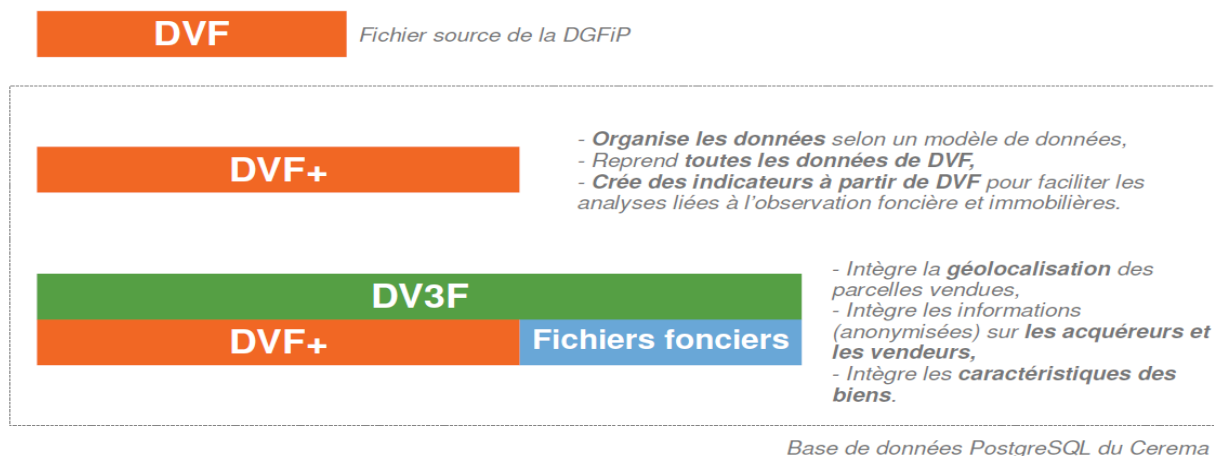 DVF
Fichier source de la DGFiP
DVF+
- Organise les données selon un modèle de données,
- Reprend toutes les données de DVF,
- Crée des indicateurs à partir de DVF pour faciliter les
analyses liées à l'observation foncière et immobilières.
DV3F
DVF+
Fichiers fonciers
- Intègre la géolocalisation des
parcelles vendues,
- Intègre les informations
(anonymisées) sur les acquéreurs et
les vendeurs,
- Intègre les caractéristiques des
biens.
Base de données PostgreSQL du Cerema